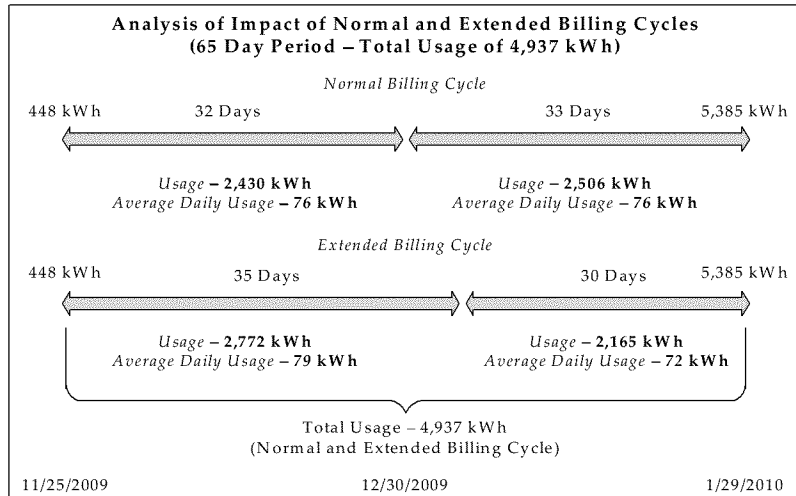 Analysis of Impact of Normal and Extended Billing Cycles
(65 Day Period – Total Usage of 4,937 kWh)
Normal Billing Cycle
448 kWh 32 Days 33 Days 5,385 kWh
Usage – 2,430 kWh Usage – 2,506 kWh
Average Daily Usage – 76 kWh Average Daily Usage – 76 kWh
Extended Billing Cycle
448 kWh 35 Days 30 Days 5,385 kWh
Usage – 2,772 kWh Usage – 2,165 kWh
Average Daily Usage – 79 kWh Average Daily Usage – 72 kWh
Total Usage – 4,937 kWh
(Normal and Extended Billing Cycle)
11/25/2009 12/30/2009 1/29/2010